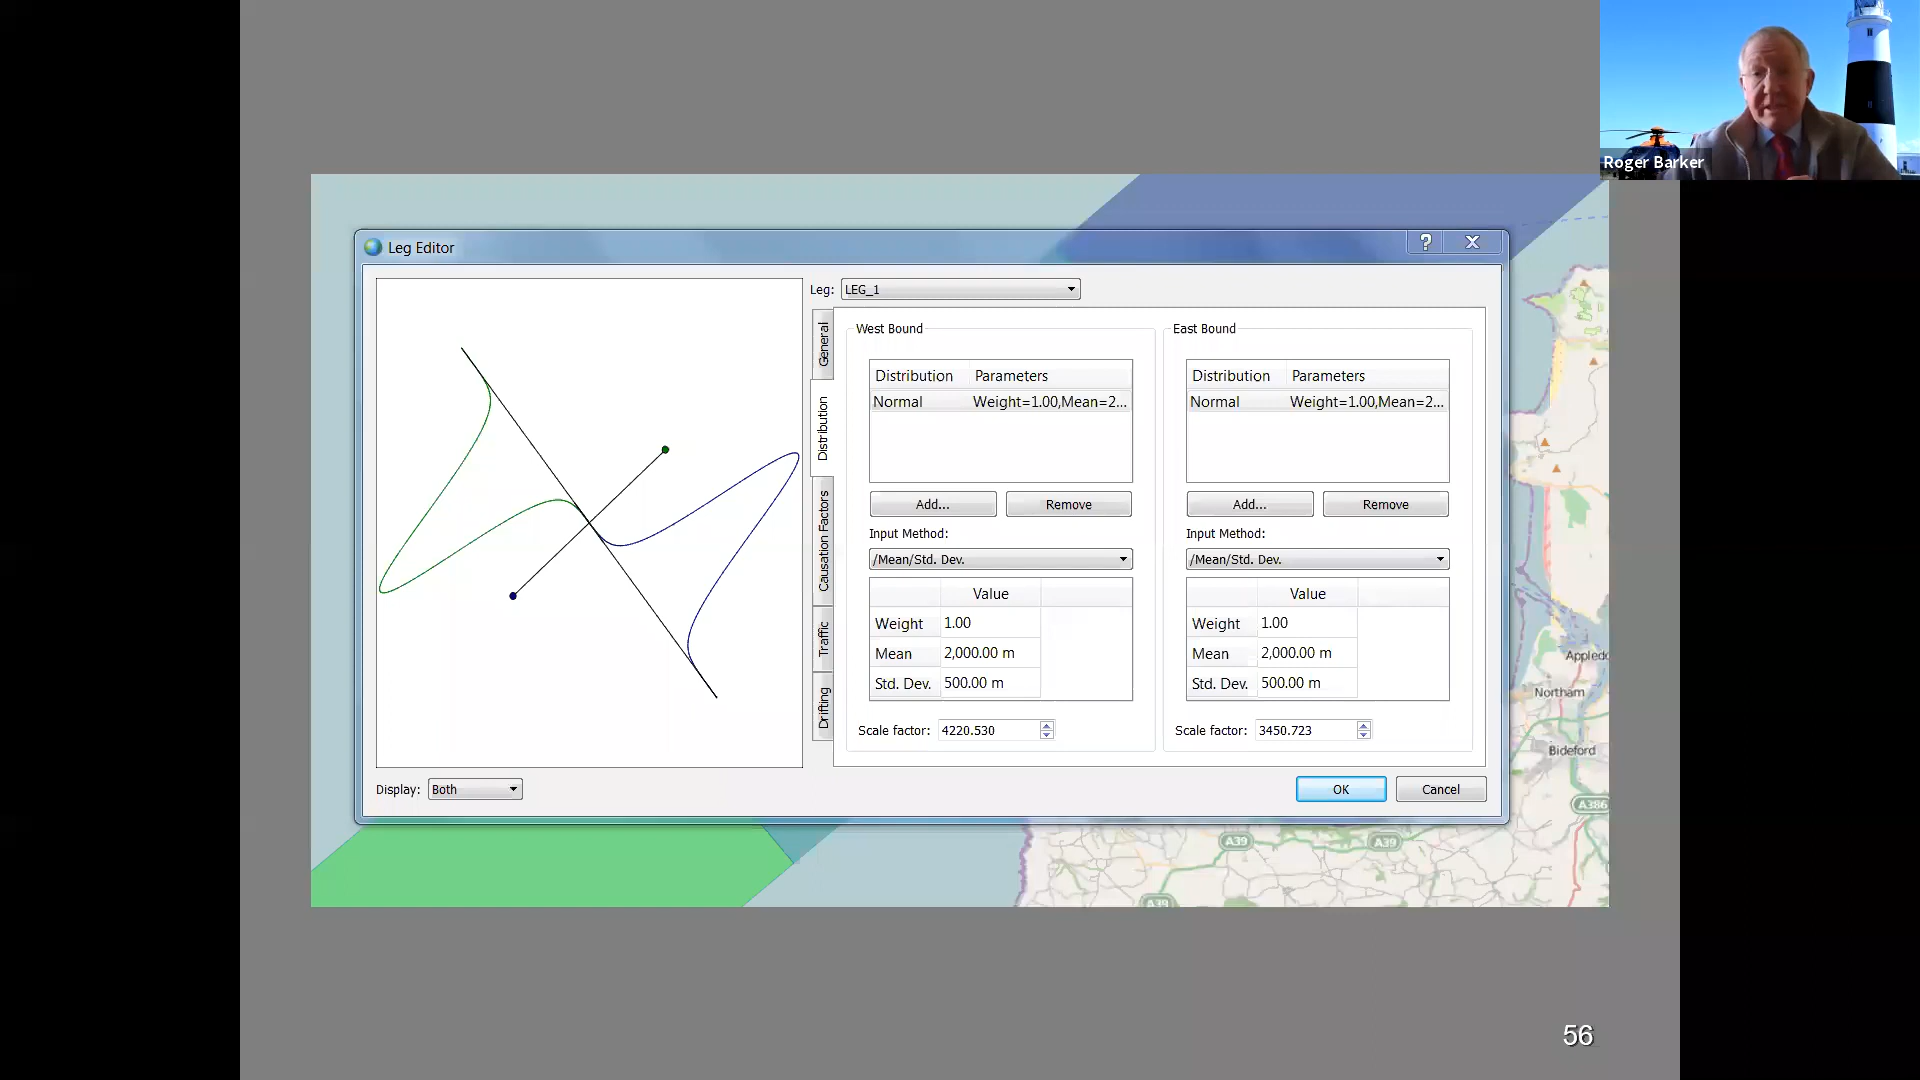 Roger Barker
Leg Editor
?
Leg: LEG_1
General
Distribution
Causation Factors
Traffic
Drifting
West Bound
Distribution Parameters
Normal Weight=1.00,Mean=2...
Add... Remove
Input Method:
/Mean/Std. Dev.
Value
Weight 1.00
Mean 2,000.00 m
Std. Dev. 500.00 m
Scale factor: 4220.530
East Bound
Distribution Parameters
Normal Weight=1.00,Mean=2...
Add... Remove
Input Method:
/Mean/Std. Dev.
Value
Weight 1.00
Mean 2,000.00 m
Std. Dev. 500.00 m
Scale factor: 3450.723
Display: Both
OK Cancel
Northam
Bideford
A386
A39
A39
A39
56